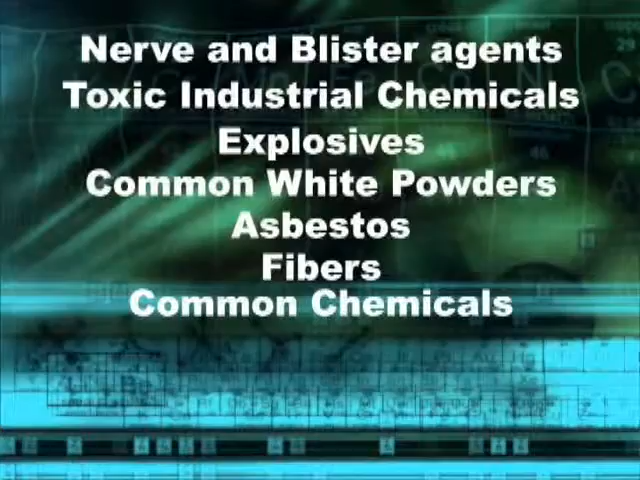 Nerve and Blister agents
Toxic Industrial Chemicals
Explosives
Common White Powders
Asbestos
Fibers
Common Chemicals